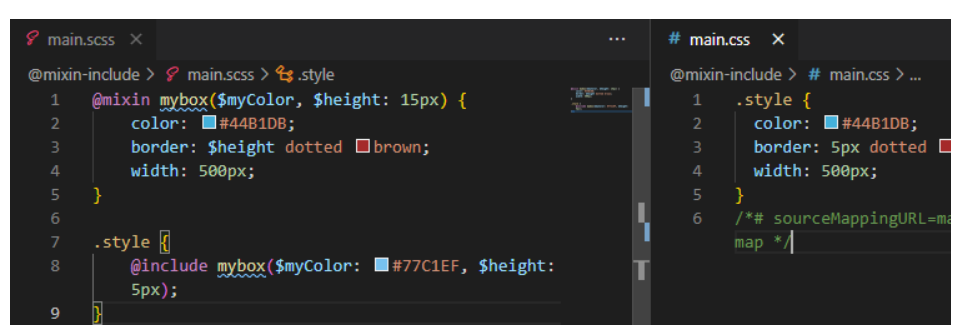 main.scss ×
...
@mixin-include > main.scss > .style
1 @mixin mybox($myColor, $height: 15px) {
2 color: #44B1DB;
3 border: $height dotted brown;
4 width: 500px;
5 }
6
7 .style {
8 @include mybox($myColor: #77C1EF, $height:
5px);
9 }
# main.css ×
@mixin-include > # main.css > ...
1 .style {
2 color: #44B1DB;
3 border: 5px dotted
4 width: 500px;
5 }
6 /*# sourceMappingURL=ma
map */